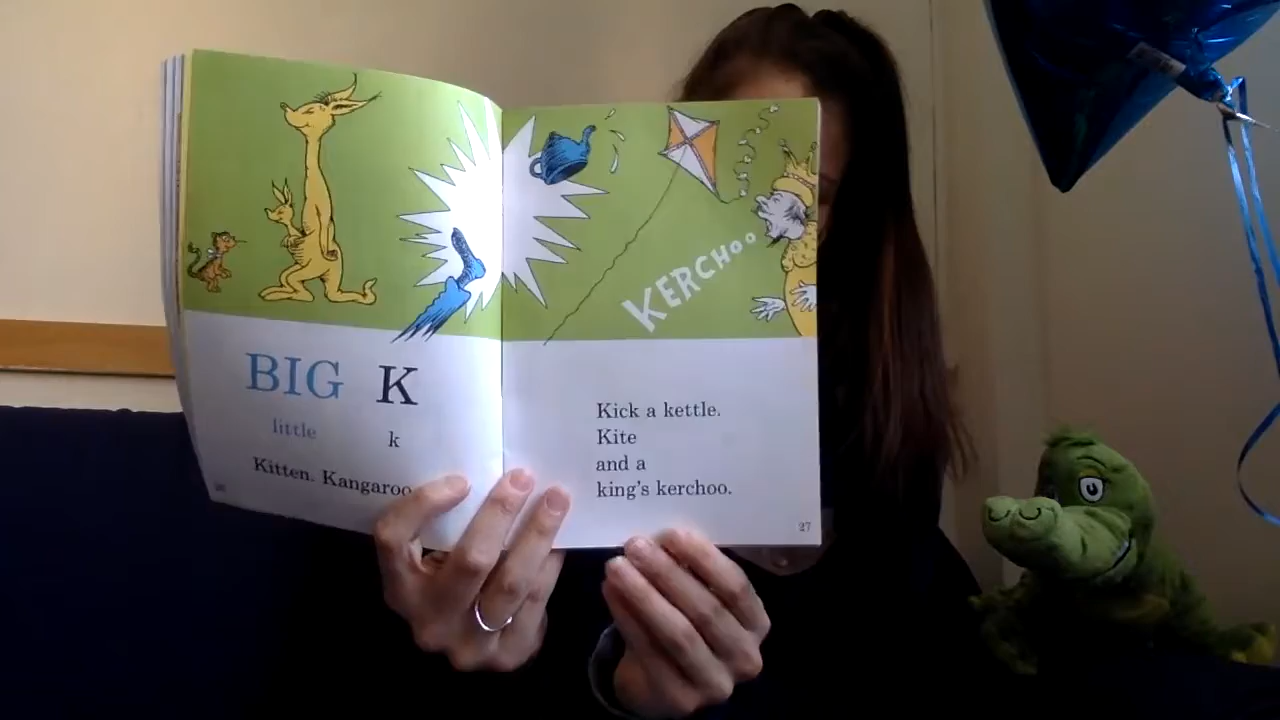 KERCHOO
BIG K
little k
Kitten. Kangaroo
Kick a kettle.
Kite
and a
king's kerchoo.
27